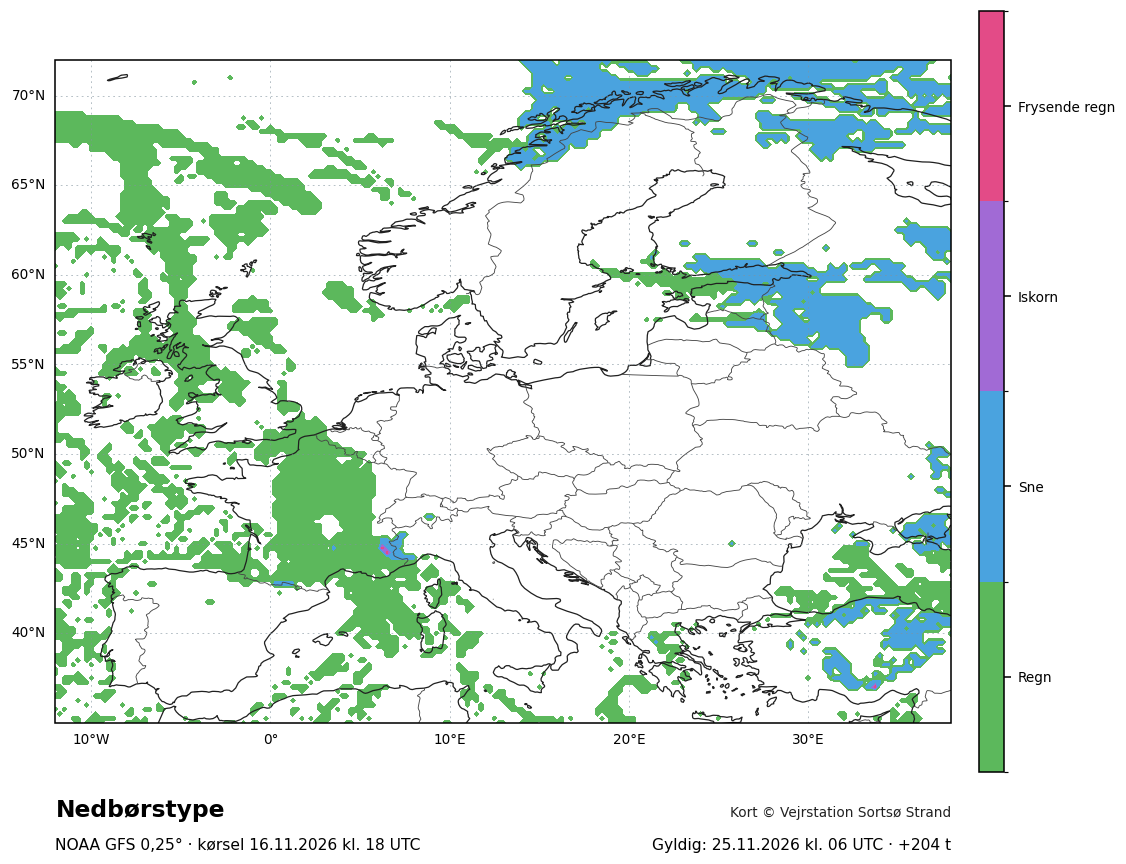 Frysende regn
Iskorn
Sne
Regn
70°N
65°N
60°N
55°N
50°N
45°N
40°N
10°W
0°
10°E
20°E
30°E
Nedbørstype
Kort © Vejrstation Sortsø Strand
NOAA GFS 0,25° · kørsel 16.11.2026 kl. 18 UTC
Gyldig: 25.11.2026 kl. 06 UTC · +204 t